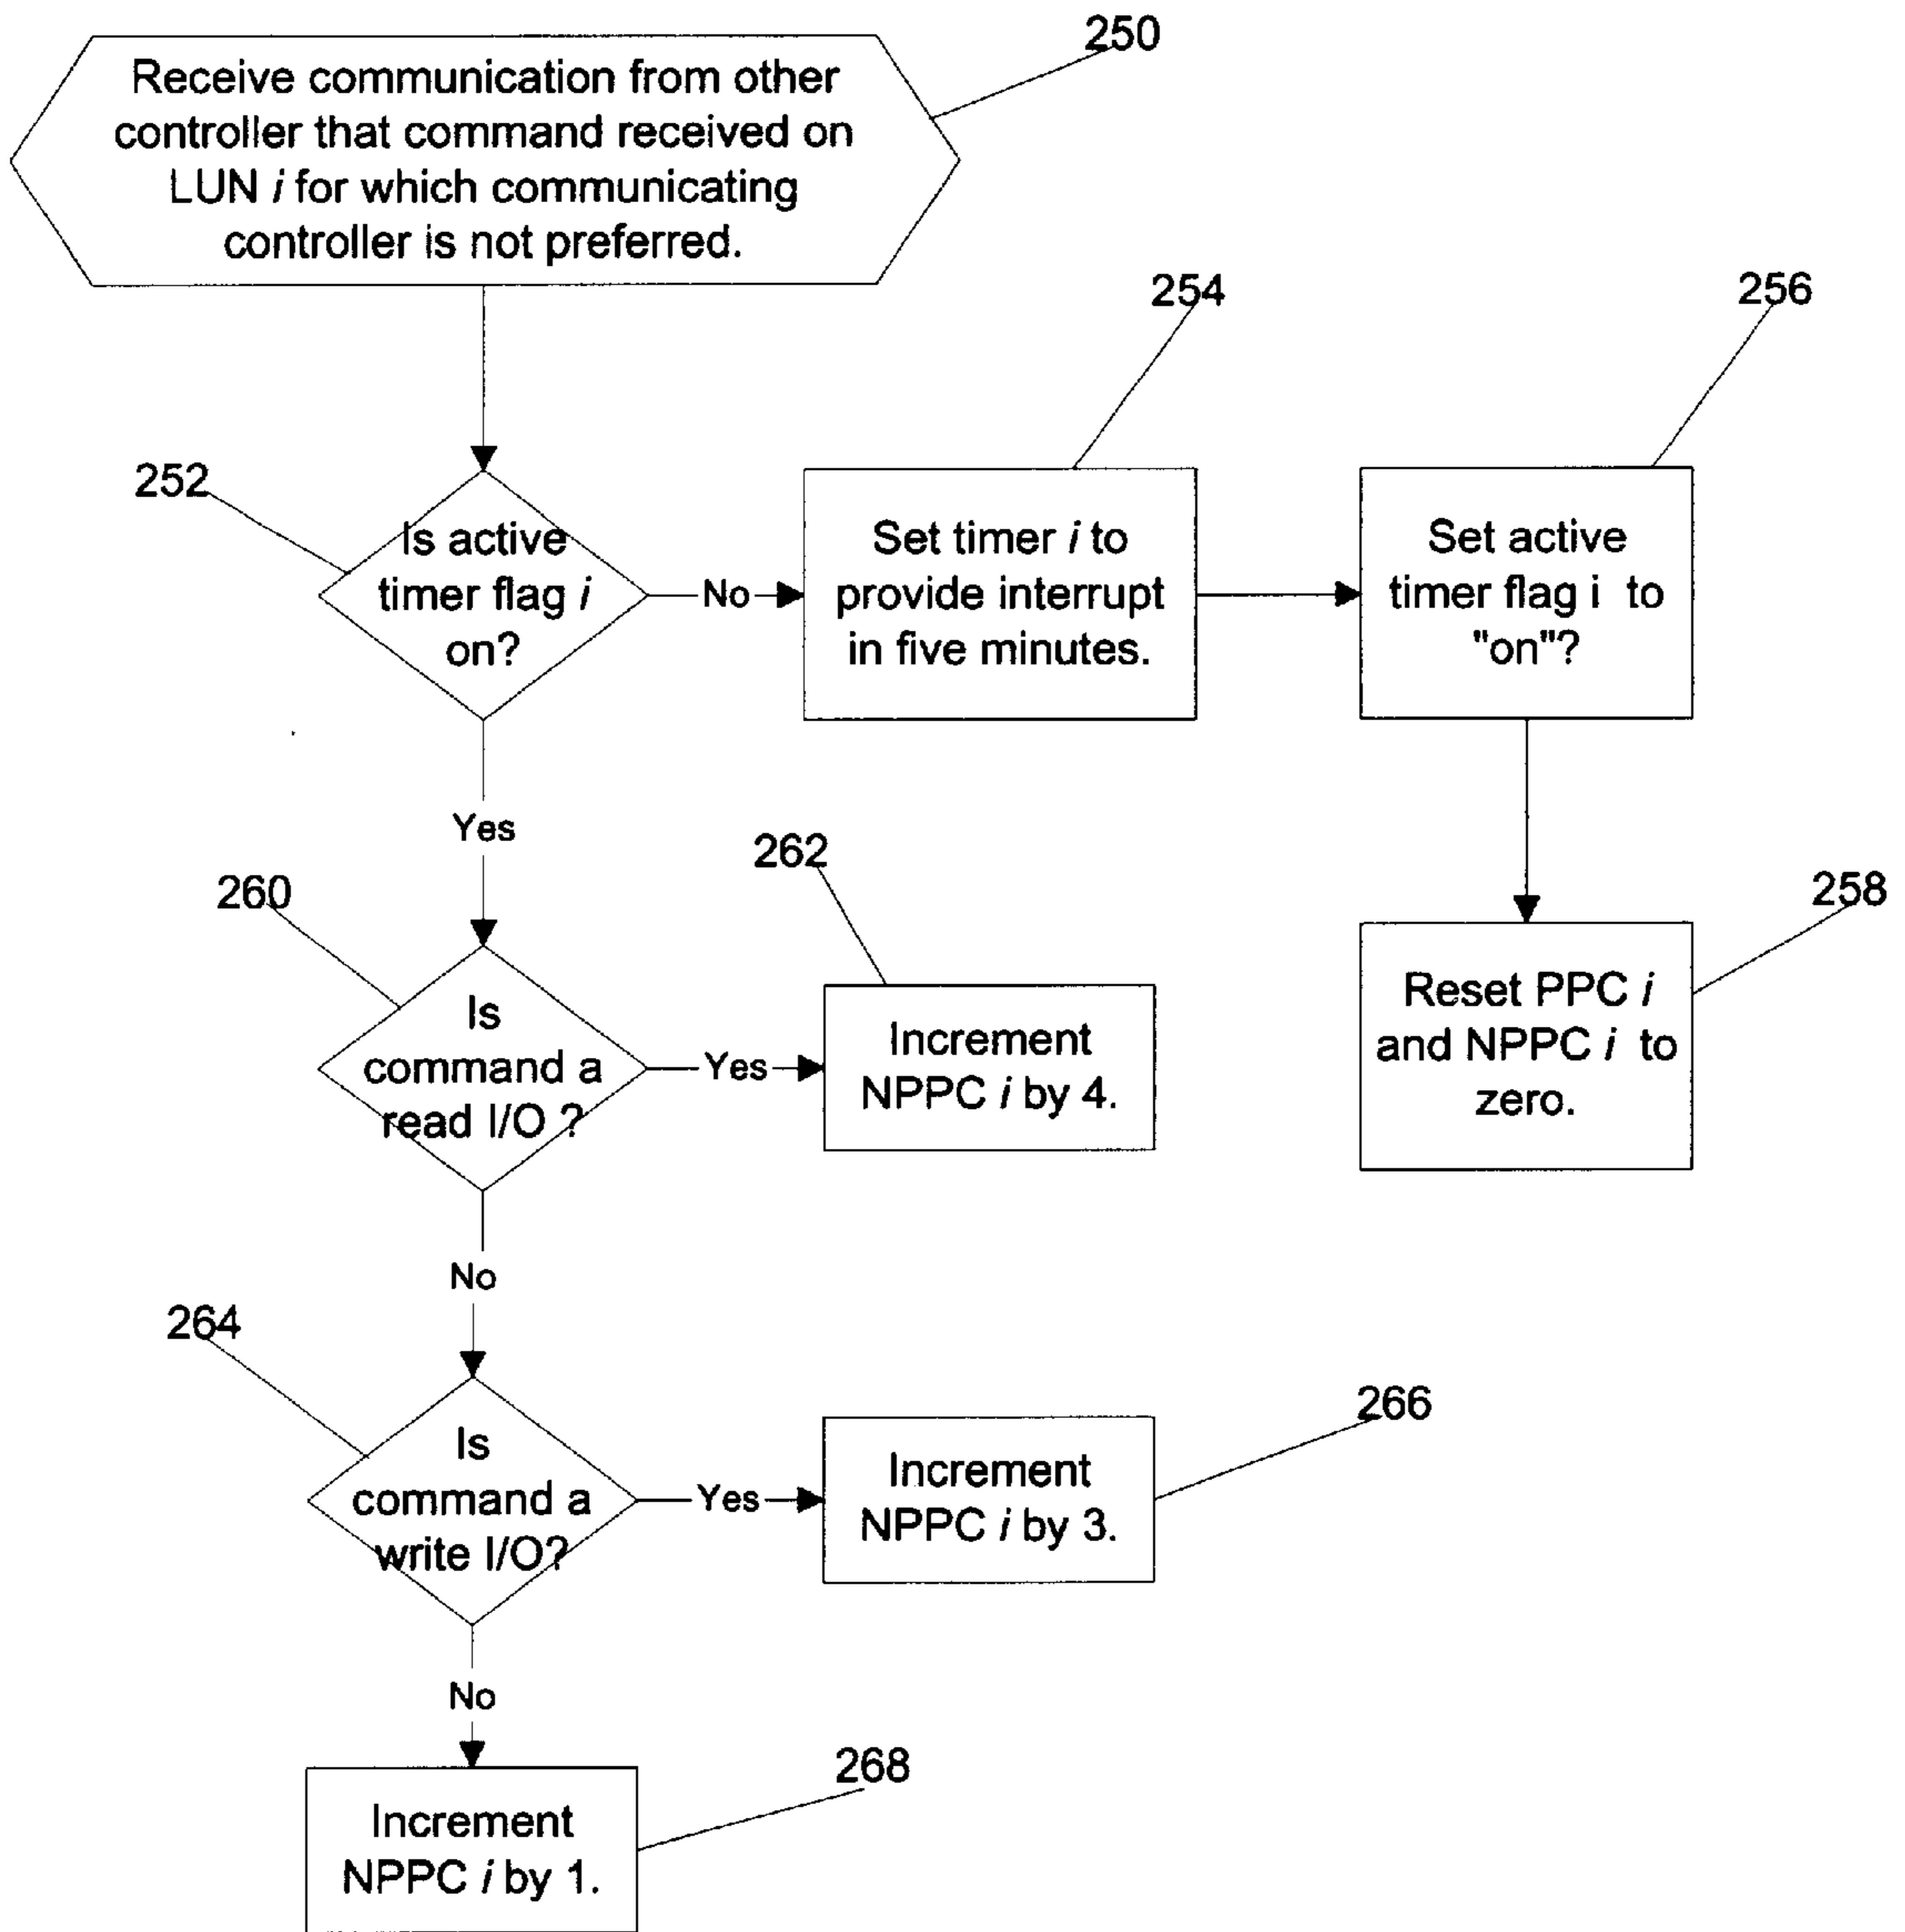 250
Receive communication from other
controller that command received on
LUN i for which communicating
controller is not preferred.
254
256
252
Is active
timer flag i
on?
No
Set timer i to
provide interrupt
in five minutes.
Set active
timer flag i to
"on"?
Yes
262
260
258
Is
command a
read I/O ?
Yes
Increment
NPPC i by 4.
Reset PPC i
and NPPC i to
zero.
No
264
266
Is
command a
write I/O?
Yes
Increment
NPPC i by 3.
No
268
Increment
NPPC i by 1.